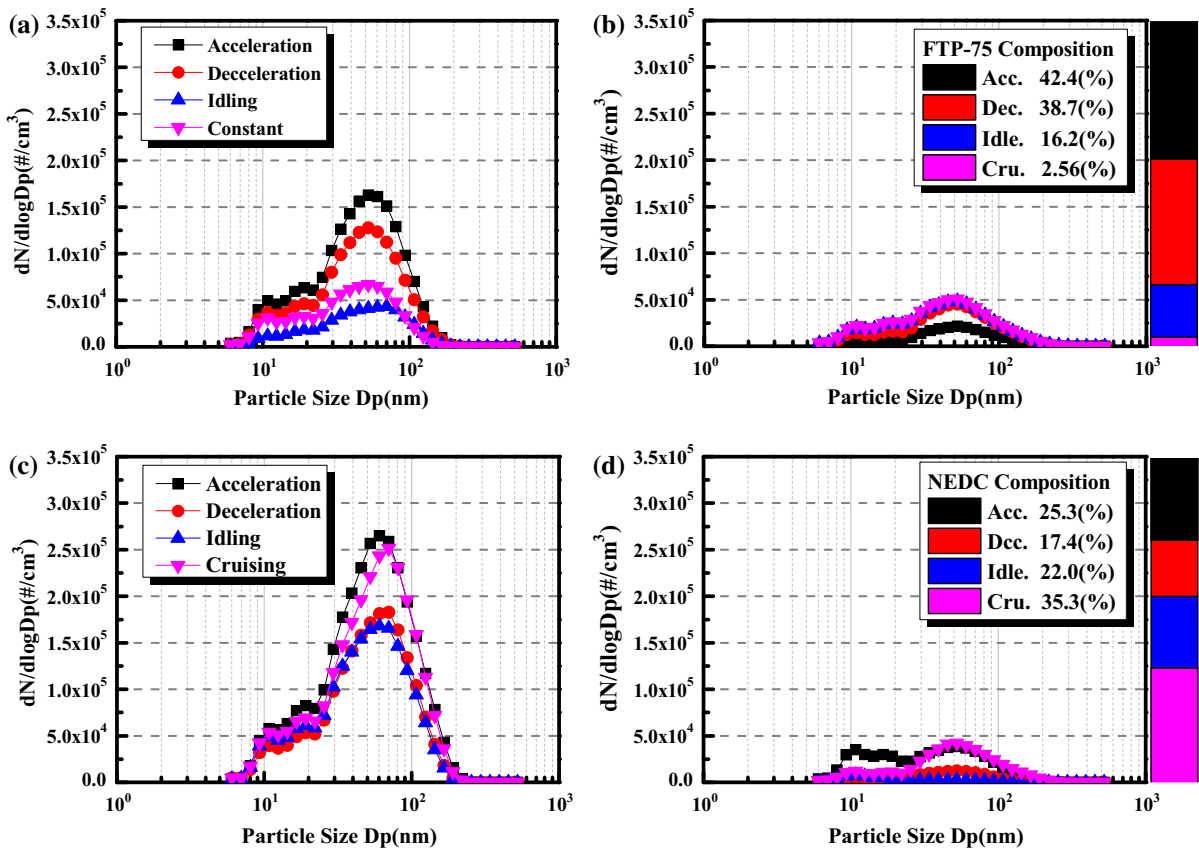 (a)
3.5x10^5
3.0x10^5
2.5x10^5
2.0x10^5
1.5x10^5
1.0x10^5
5.0x10^4
0.0
dN/dlogDp(#/cm^3)
Acceleration
Decceleration
Idling
Constant
10^0
10^1
10^2
10^3
Particle Size Dp(nm)
(b)
3.5x10^5
3.0x10^5
2.5x10^5
2.0x10^5
1.5x10^5
1.0x10^5
5.0x10^4
0.0
dN/dlogDp(#/cm^3)
FTP-75 Composition
Acc. 42.4(%)
Dec. 38.7(%)
Idle. 16.2(%)
Cru. 2.56(%)
10^0
10^1
10^2
10^3
Particle Size Dp(nm)
(c)
3.5x10^5
3.0x10^5
2.5x10^5
2.0x10^5
1.5x10^5
1.0x10^5
5.0x10^4
0.0
dN/dlogDp(#/cm^3)
Acceleration
Deceleration
Idling
Cruising
10^0
10^1
10^2
10^3
Particle Size Dp(nm)
(d)
3.5x10^5
3.0x10^5
2.5x10^5
2.0x10^5
1.5x10^5
1.0x10^5
5.0x10^4
0.0
dN/dlogDp(#/cm^3)
NEDC Composition
Acc. 25.3(%)
Dcc. 17.4(%)
Idle. 22.0(%)
Cru. 35.3(%)
10^0
10^1
10^2
10^3
Particle Size Dp(nm)